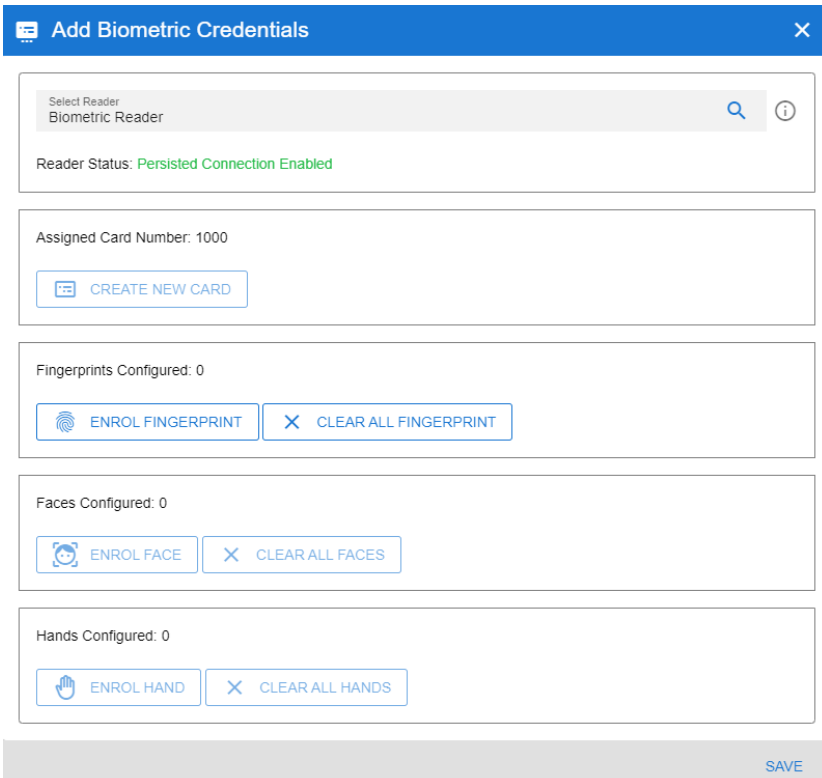 Add Biometric Credentials
Select Reader
Biometric Reader
Reader Status: Persisted Connection Enabled
Assigned Card Number: 1000
CREATE NEW CARD
Fingerprints Configured: 0
ENROL FINGERPRINT CLEAR ALL FINGERPRINT
Faces Configured: 0
ENROL FACE CLEAR ALL FACES
Hands Configured: 0
ENROL HAND CLEAR ALL HANDS
SAVE